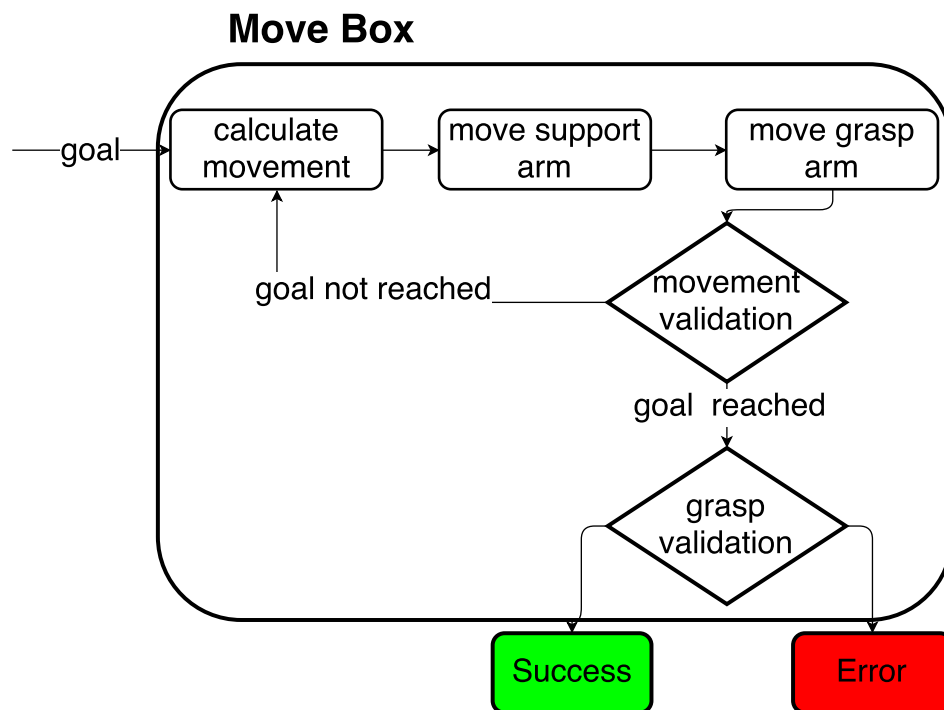 Move Box
goal
calculate
movement
move support
arm
move grasp
arm
movement
validation
goal not reached
goal  reached
grasp
validation
Success
Error